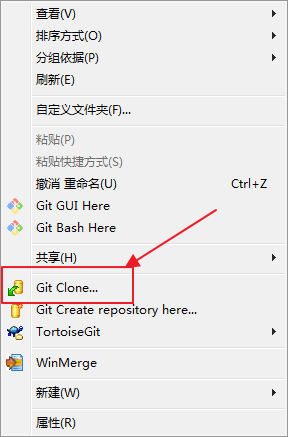 查看(V)
排序方式(O)
分组依据(P)
刷新(E)
自定义文件夹(F)...
粘贴(P)
粘贴快捷方式(S)
撤消 重命名(U) Ctrl+Z
Git GUI Here
Git Bash Here
共享(H)
Git Clone...
Git Create repository here...
TortoiseGit
WinMerge
新建(W)
属性(R)